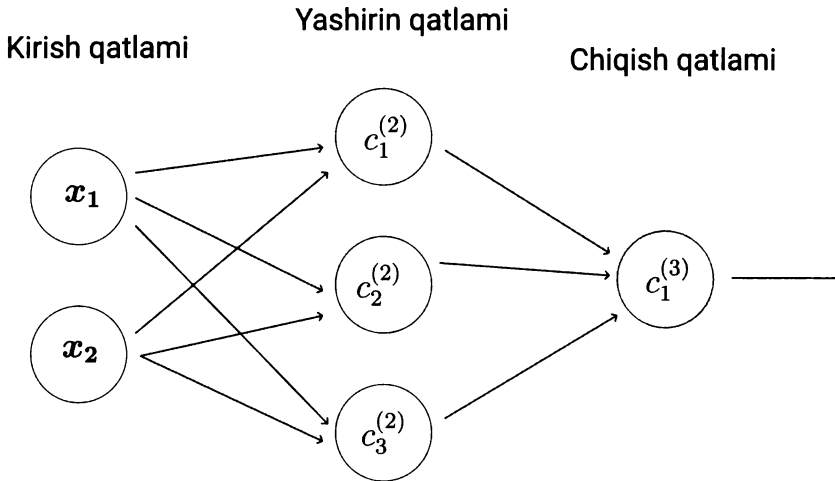 Yashirin qatlami
Kirish qatlami
Chiqish qatlami
c₁⁽²⁾
x₁
c₂⁽²⁾
c₁⁽³⁾
x₂
c₃⁽²⁾